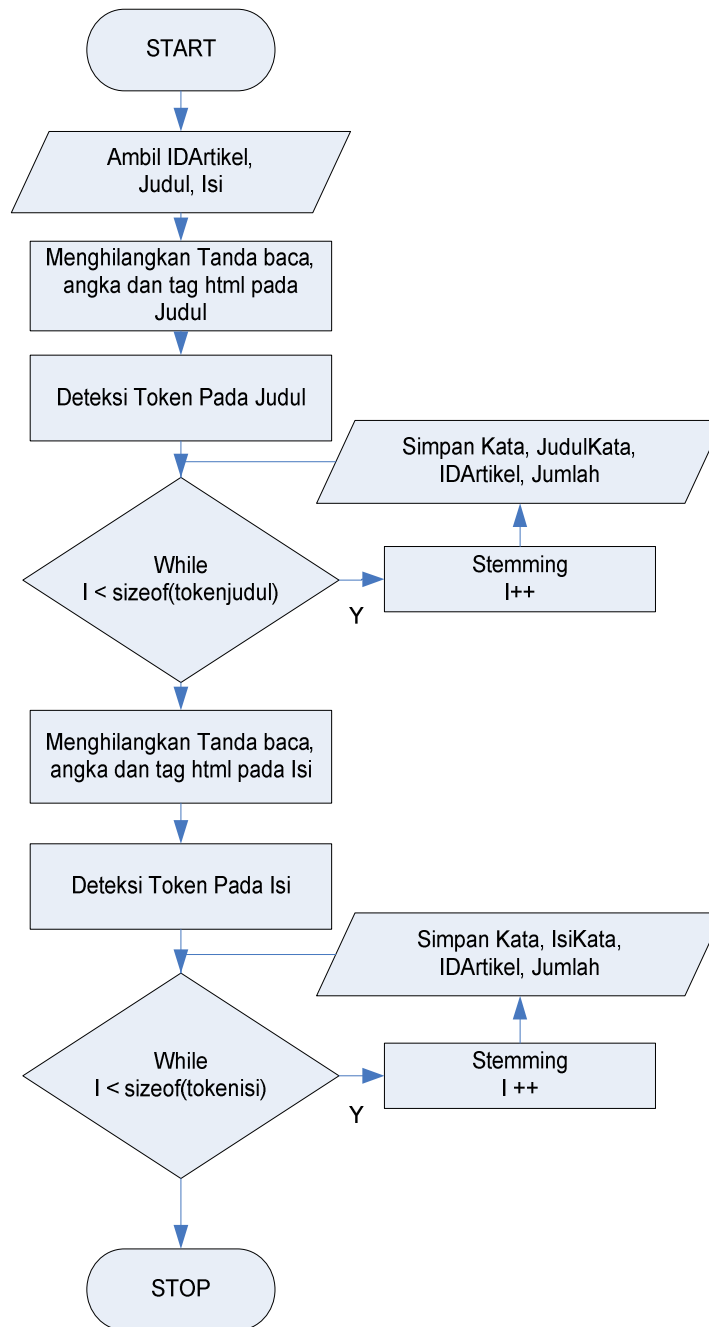 START
Ambil IDArtikel,
Judul, Isi
Menghilangkan Tanda baca,
angka dan tag html pada
Judul
Deteksi Token Pada Judul
Simpan Kata, JudulKata,
IDArtikel, Jumlah
While
I < sizeof(tokenjudul)
Y
Stemming
I++
Menghilangkan Tanda baca,
angka dan tag html pada Isi
Deteksi Token Pada Isi
Simpan Kata, IsiKata,
IDArtikel, Jumlah
While
I < sizeof(tokenisi)
Y
Stemming
I ++
STOP